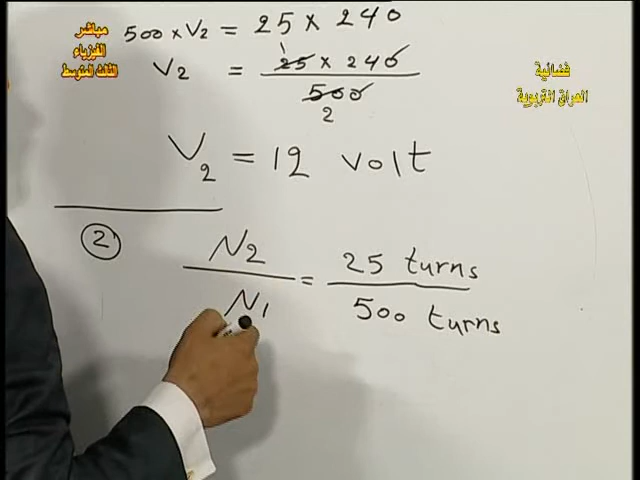 مباشر
الفيزياء
الثالث المتوسط
فضائية
العراق التربوية
500 x V2 = 25 x 240
V2 = 25 x 240 / 500
1
2
V2 = 12 volt
2 N2 / N1 = 25 turns / 500 turns